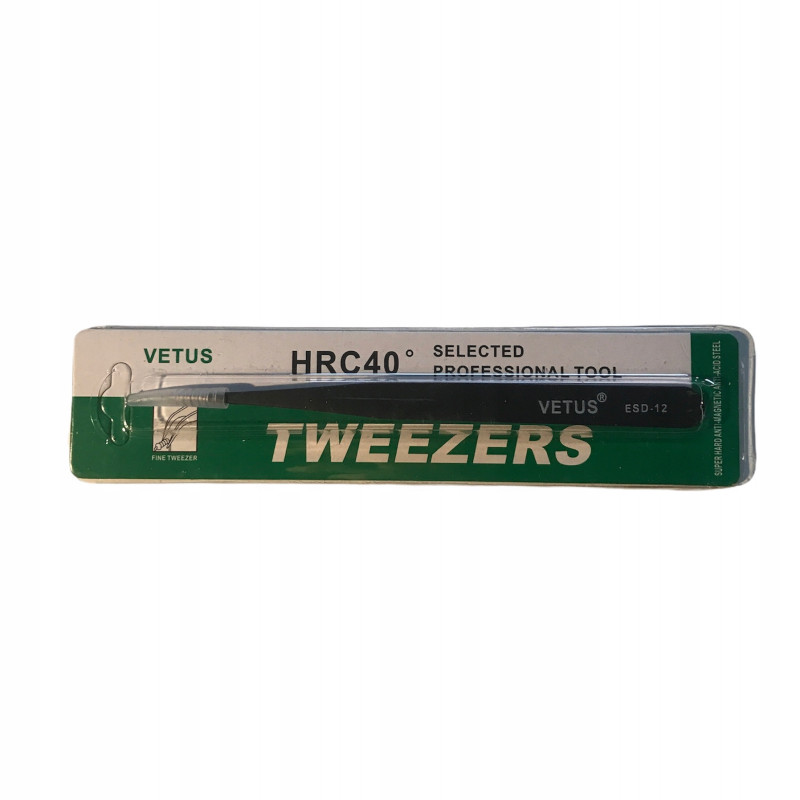 VETUS
HRC40°
SELECTED
PROFESSIONAL TOOL
VETUS® ESD-12
TWEEZERS
FINE TWEEZER
SUPER HARD ANTI-MAGNETIC ANTI-ACID STEEL